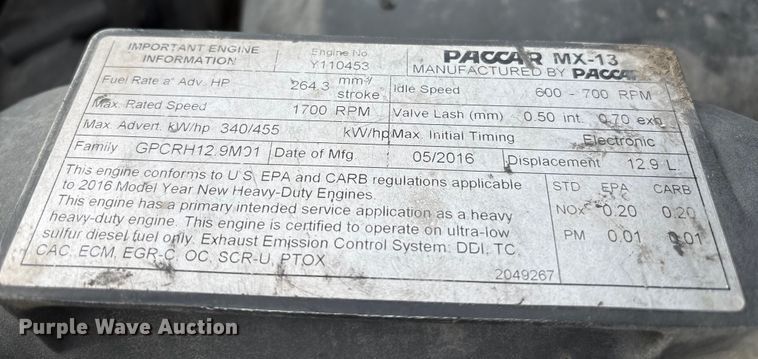 IMPORTANT ENGINE
INFORMATION
Engine No.
Y110453
PACCAR MX-13
MANUFACTURED BY PACCAR
Fuel Rate at Adv. HP 264.3 mm³/
stroke
Idle Speed 600 - 700 RPM
Max. Rated Speed 1700 RPM
Valve Lash (mm) 0.50 int. 0.70 exh.
Max. Advert. kW/hp 340/455 kW/hp
Max. Initial Timing Electronic
Family GPCRH12.9M01
Date of Mfg 05/2016
Displacement 12.9 L
This engine conforms to U.S. EPA and CARB regulations applicable
to 2016 Model Year New Heavy-Duty Engines.
This engine has a primary intended service application as a heavy
heavy-duty engine. This engine is certified to operate on ultra-low
sulfur diesel fuel only. Exhaust Emission Control System: DDI, TC,
CAC, ECM, EGR-C, OC, SCR-U, PTOX
STD EPA CARB
NOx 0.20 0.20
PM 0.01 0.01
2049267
Purple Wave Auction